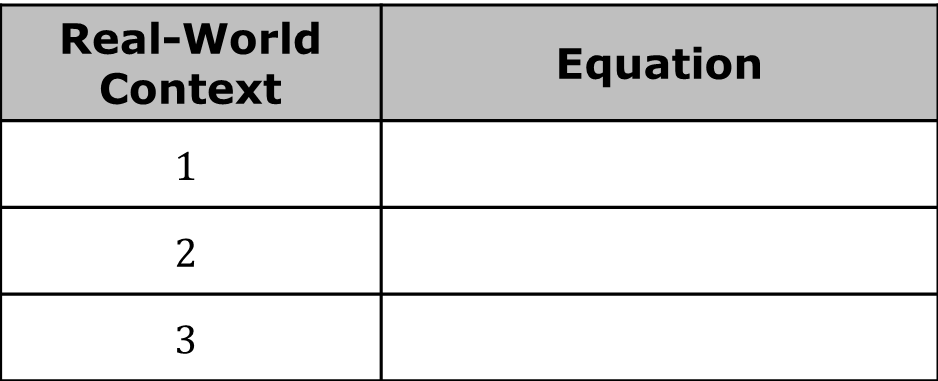 Real-World
Context
Equation
1
2
3